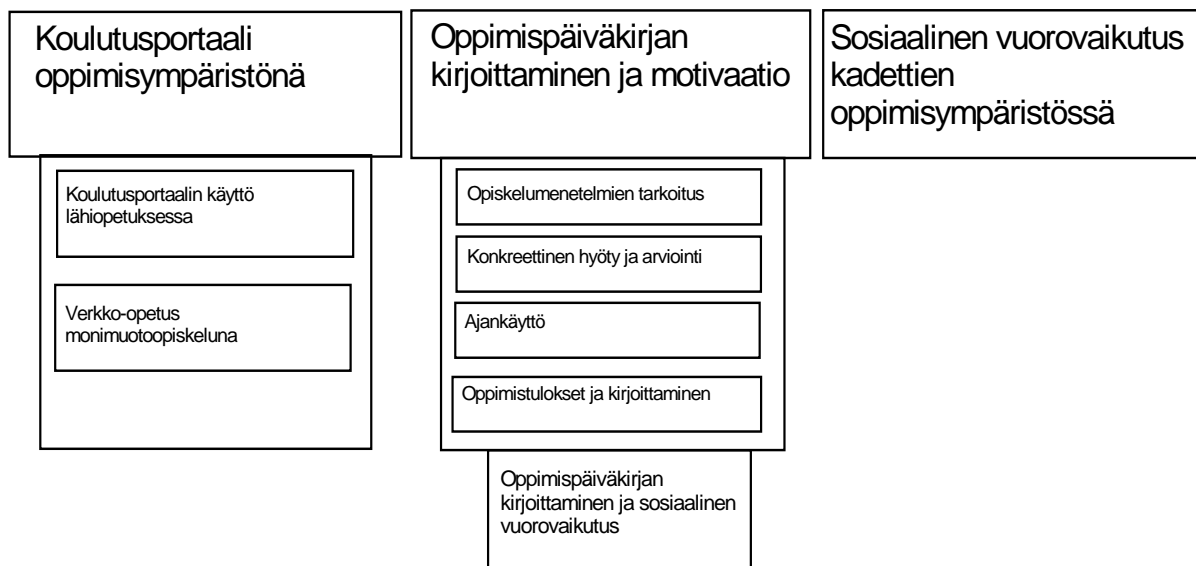 Koulutusportaali
oppimisympäristönä
Oppimispäiväkirjan
kirjoittaminen ja motivaatio
Sosiaalinen vuorovaikutus
kadettien
oppimisympäristössä
Koulutusportaalin käyttö
lähiopetuksessa
Verkko-opetus
monimuotoopiskeluna
Opiskelumenetelmien tarkoitus
Konkreettinen hyöty ja arviointi
Ajankäyttö
Oppimistulokset ja kirjoittaminen
Oppimispäiväkirjan
kirjoittaminen ja sosiaalinen
vuorovaikutus